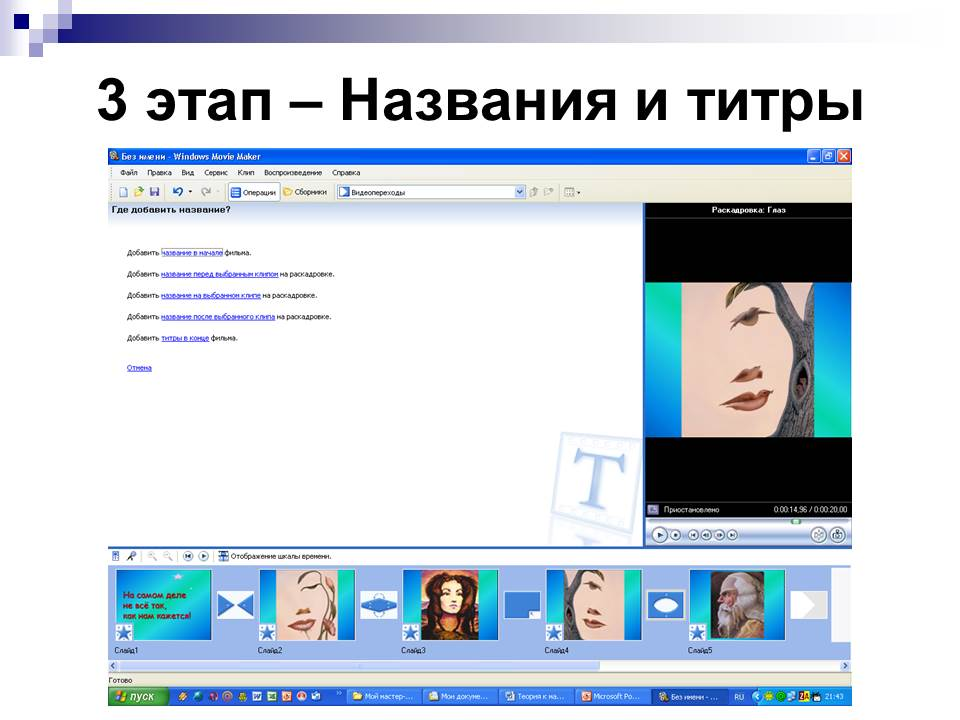 3 этап – Названия и титры
Без имени - Windows Movie Maker
Файл Правка Вид Сервис Клип Воспроизведение Справка
Операции Сборники Видеопереходы
Где добавить название?
Раскадровка: Глаз
Добавить название в начале фильма.
Добавить название перед выбранным клипом на раскадровке.
Добавить название на выбранном клипе на раскадровке.
Добавить название после выбранного клипа на раскадровке.
Добавить титры в конце фильма.
Отмена
T
Приостановлено 0:00:14,96 / 0:00:20,00
Отображение шкалы времени.
На самом деле
не всё так,
как нам кажется!
Слайд1 Слайд2 Слайд3 Слайд4 Слайд5
Готово
пуск Мой мастер-... Мои докуме... Теория к ма... Microsoft Po... Без имени - ... RU 21:43